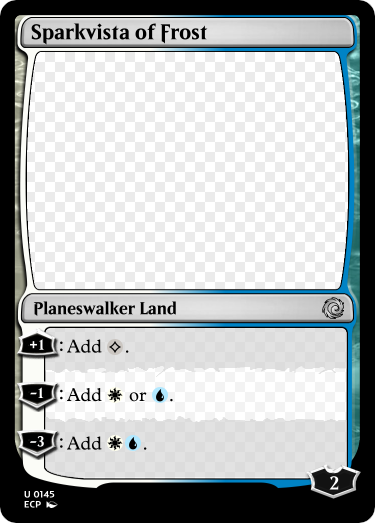 Sparkvista of Frost
Planeswalker Land
+1: Add .
-1: Add or .
-3: Add .
2
U 0145
ECP